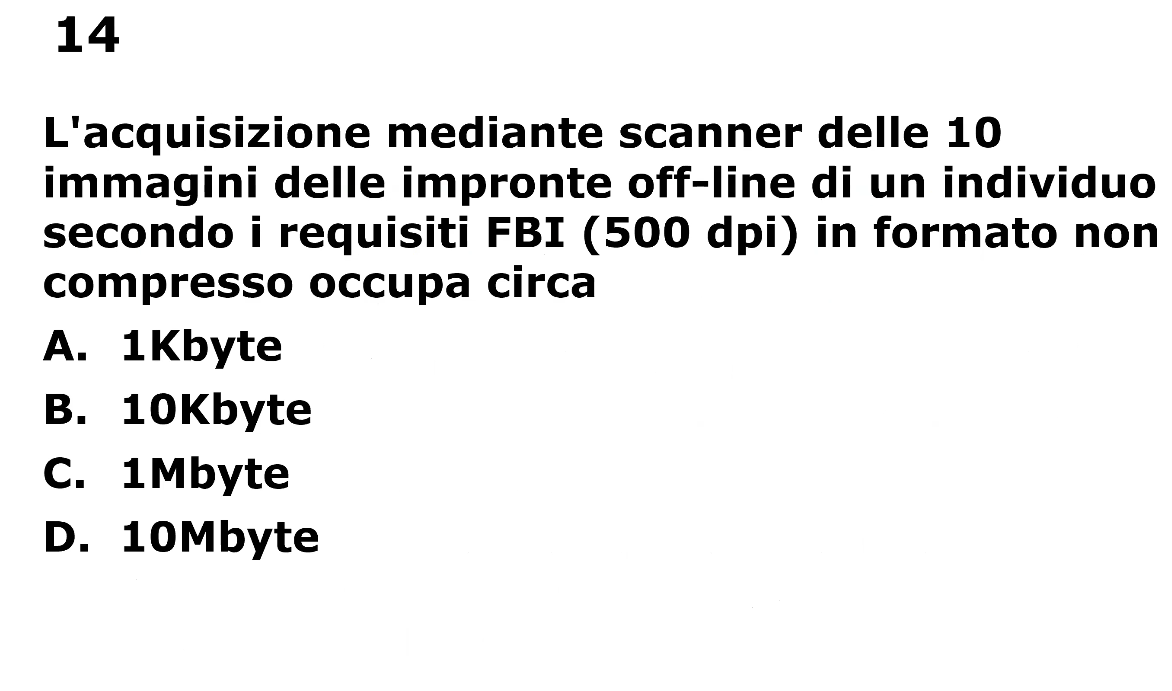 14
L'acquisizione mediante scanner delle 10
immagini delle impronte off-line di un individuo
secondo i requisiti FBI (500 dpi) in formato non
compresso occupa circa
A. 1Kbyte
B. 10Kbyte
C. 1Mbyte
D. 10Mbyte